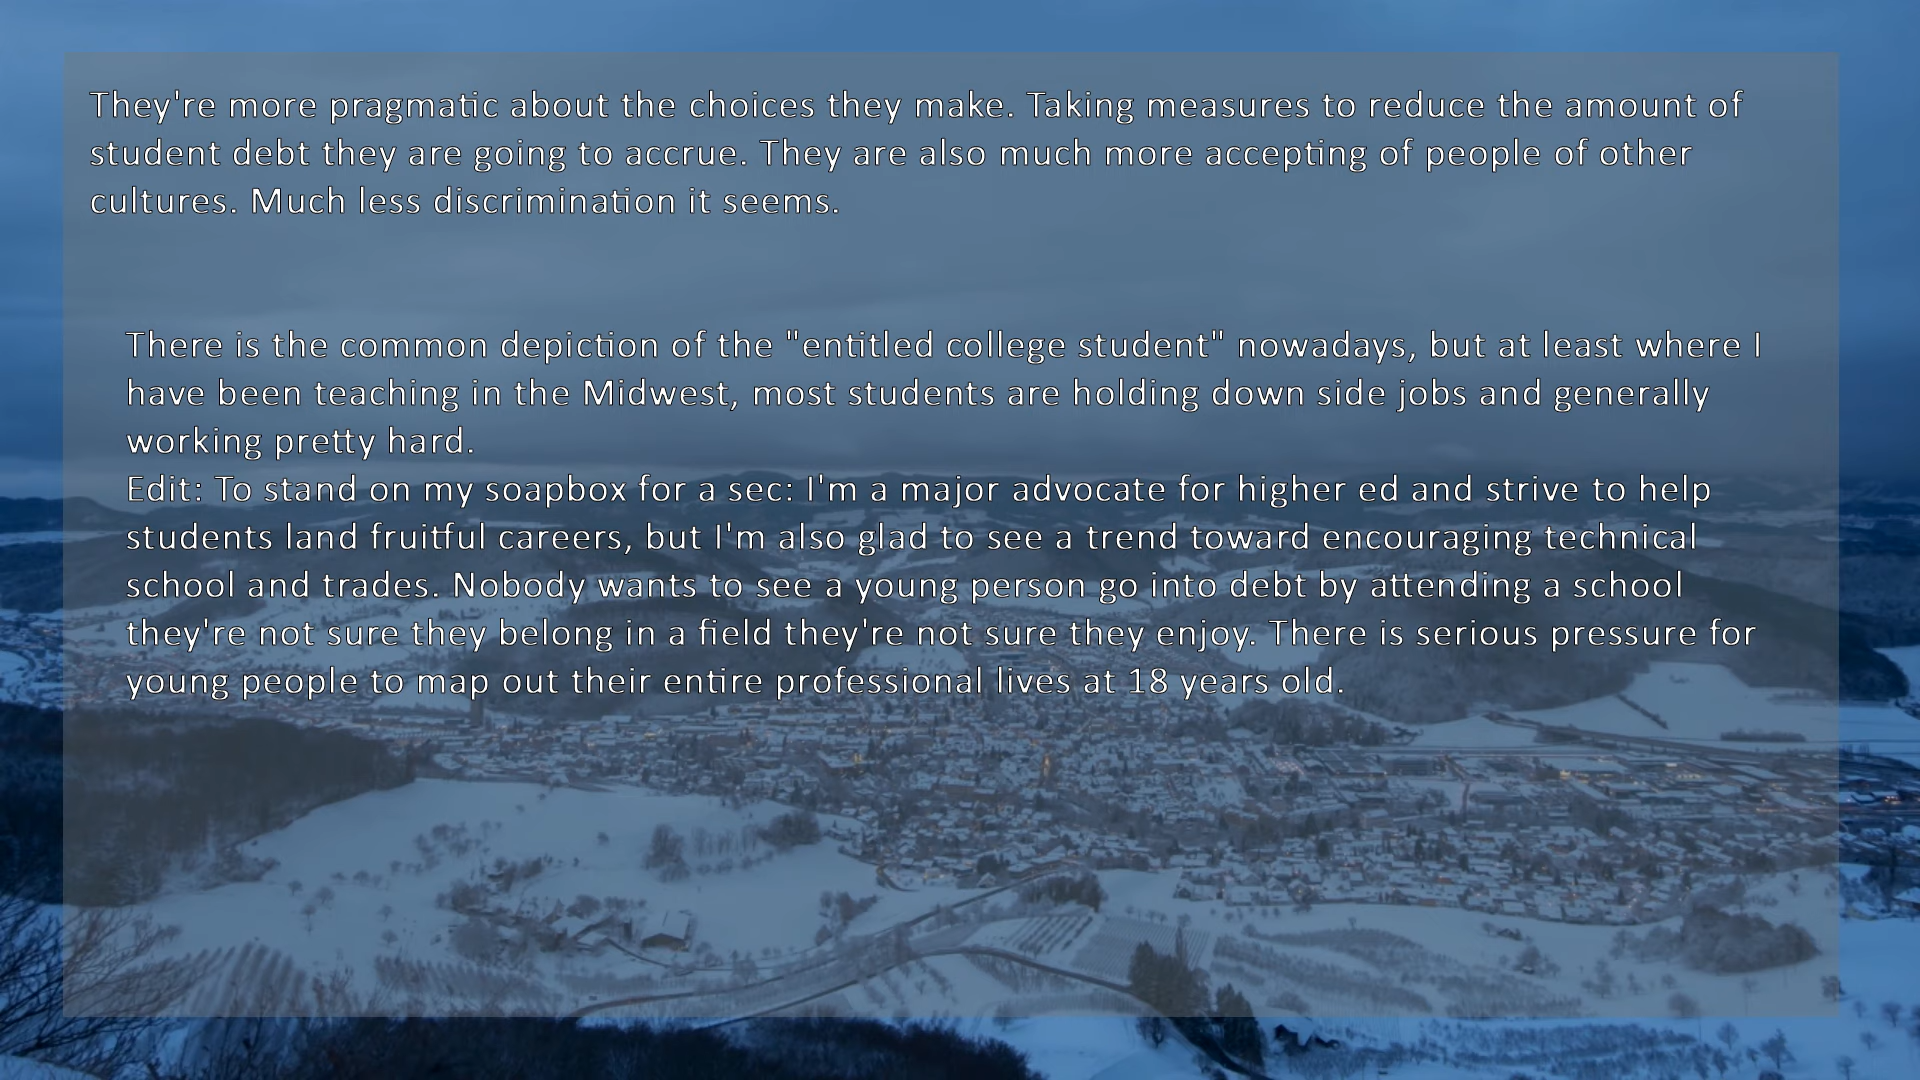 They're more pragmatic about the choices they make. Taking measures to reduce the amount of
student debt they are going to accrue. They are also much more accepting of people of other
cultures. Much less discrimination it seems.
There is the common depiction of the "entitled college student" nowadays, but at least where I
have been teaching in the Midwest, most students are holding down side jobs and generally
working pretty hard.
Edit: To stand on my soapbox for a sec: I'm a major advocate for higher ed and strive to help
students land fruitful careers, but I'm also glad to see a trend toward encouraging technical
school and trades. Nobody wants to see a young person go into debt by attending a school
they're not sure they belong in a field they're not sure they enjoy. There is serious pressure for
young people to map out their entire professional lives at 18 years old.